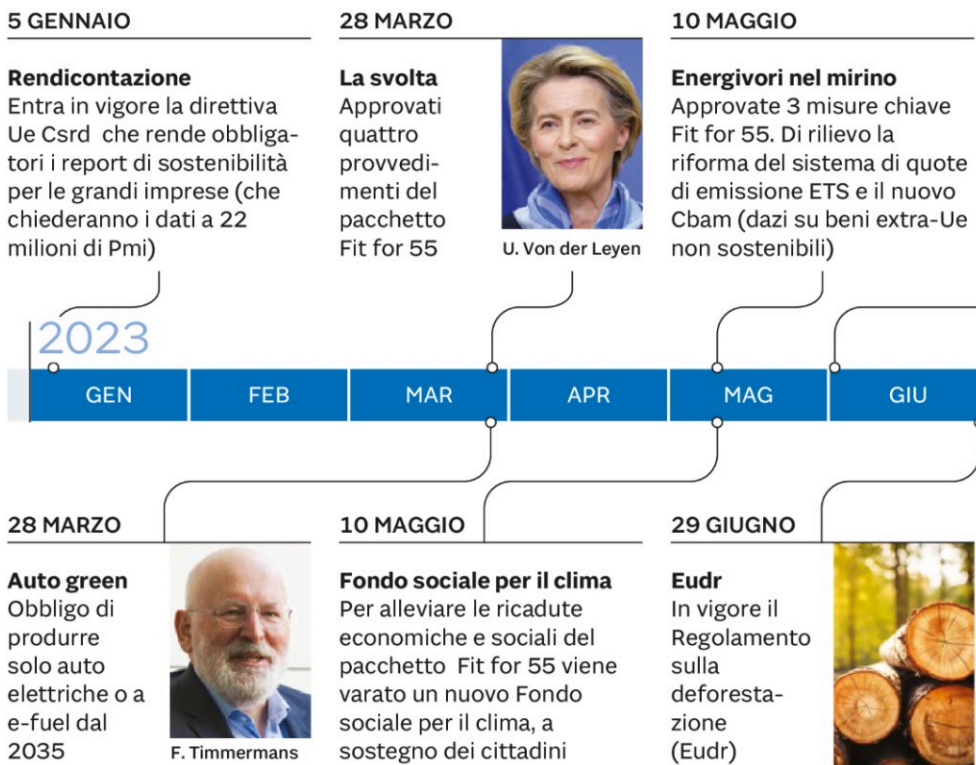 5 GENNAIO
Rendicontazione
Entra in vigore la direttiva
Ue Csrd che rende obbliga-
tori i report di sostenibilità
per le grandi imprese (che
chiederanno i dati a 22
milioni di Pmi)
28 MARZO
La svolta
Approvati
quattro
provvedi-
menti del
pacchetto
Fit for 55
U. Von der Leyen
10 MAGGIO
Energivori nel mirino
Approvate 3 misure chiave
Fit for 55. Di rilievo la
riforma del sistema di quote
di emissione ETS e il nuovo
Cbam (dazi su beni extra-Ue
non sostenibili)
2023
GEN FEB MAR APR MAG GIU
28 MARZO
Auto green
Obbligo di
produrre
solo auto
elettriche o a
e-fuel dal
2035
F. Timmermans
10 MAGGIO
Fondo sociale per il clima
Per alleviare le ricadute
economiche e sociali del
pacchetto Fit for 55 viene
varato un nuovo Fondo
sociale per il clima, a
sostegno dei cittadini
29 GIUGNO
Eudr
In vigore il
Regolamento
sulla
deforesta-
zione
(Eudr)